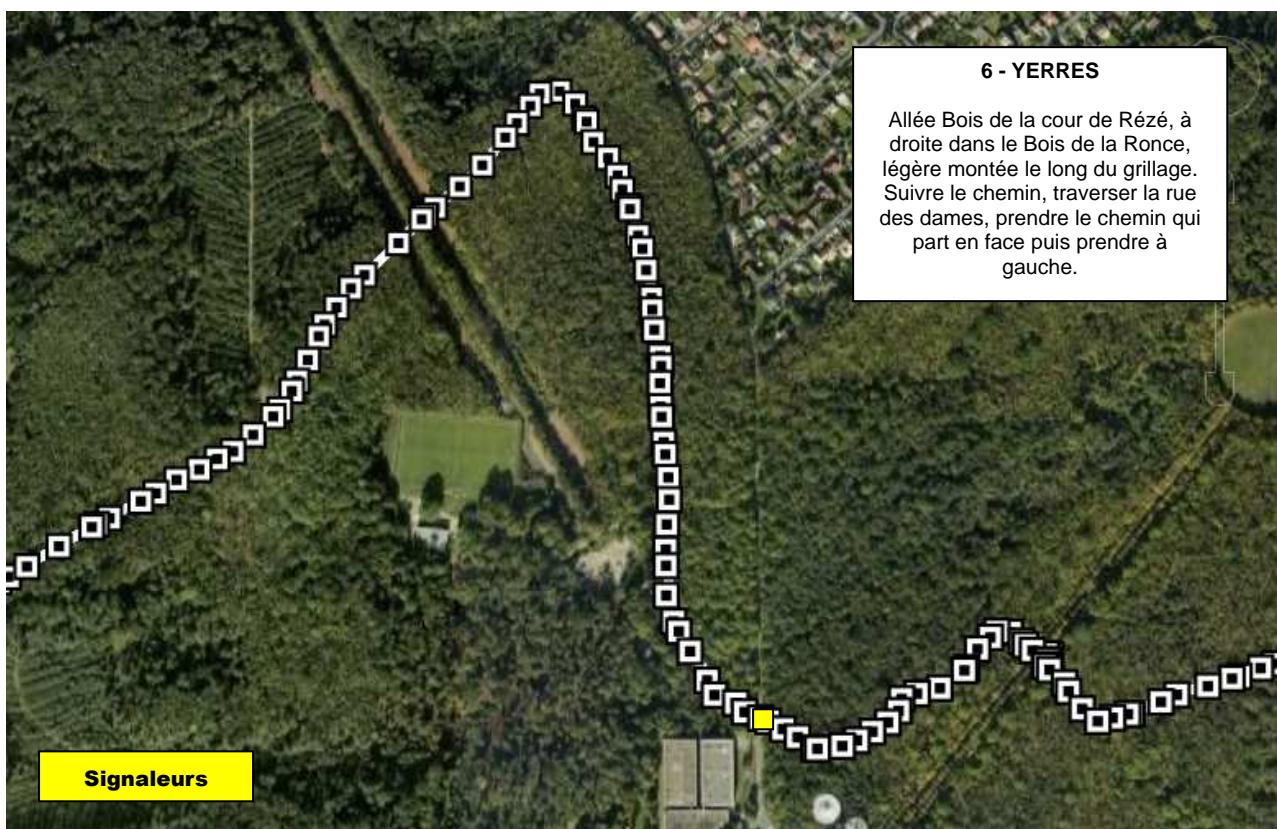 6 - YERRES
Allée Bois de la cour de Rézé, à
droite dans le Bois de la Ronce,
légère montée le long du grillage.
Suivre le chemin, traverser la rue
des dames, prendre le chemin qui
part en face puis prendre à
gauche.
Signaleurs